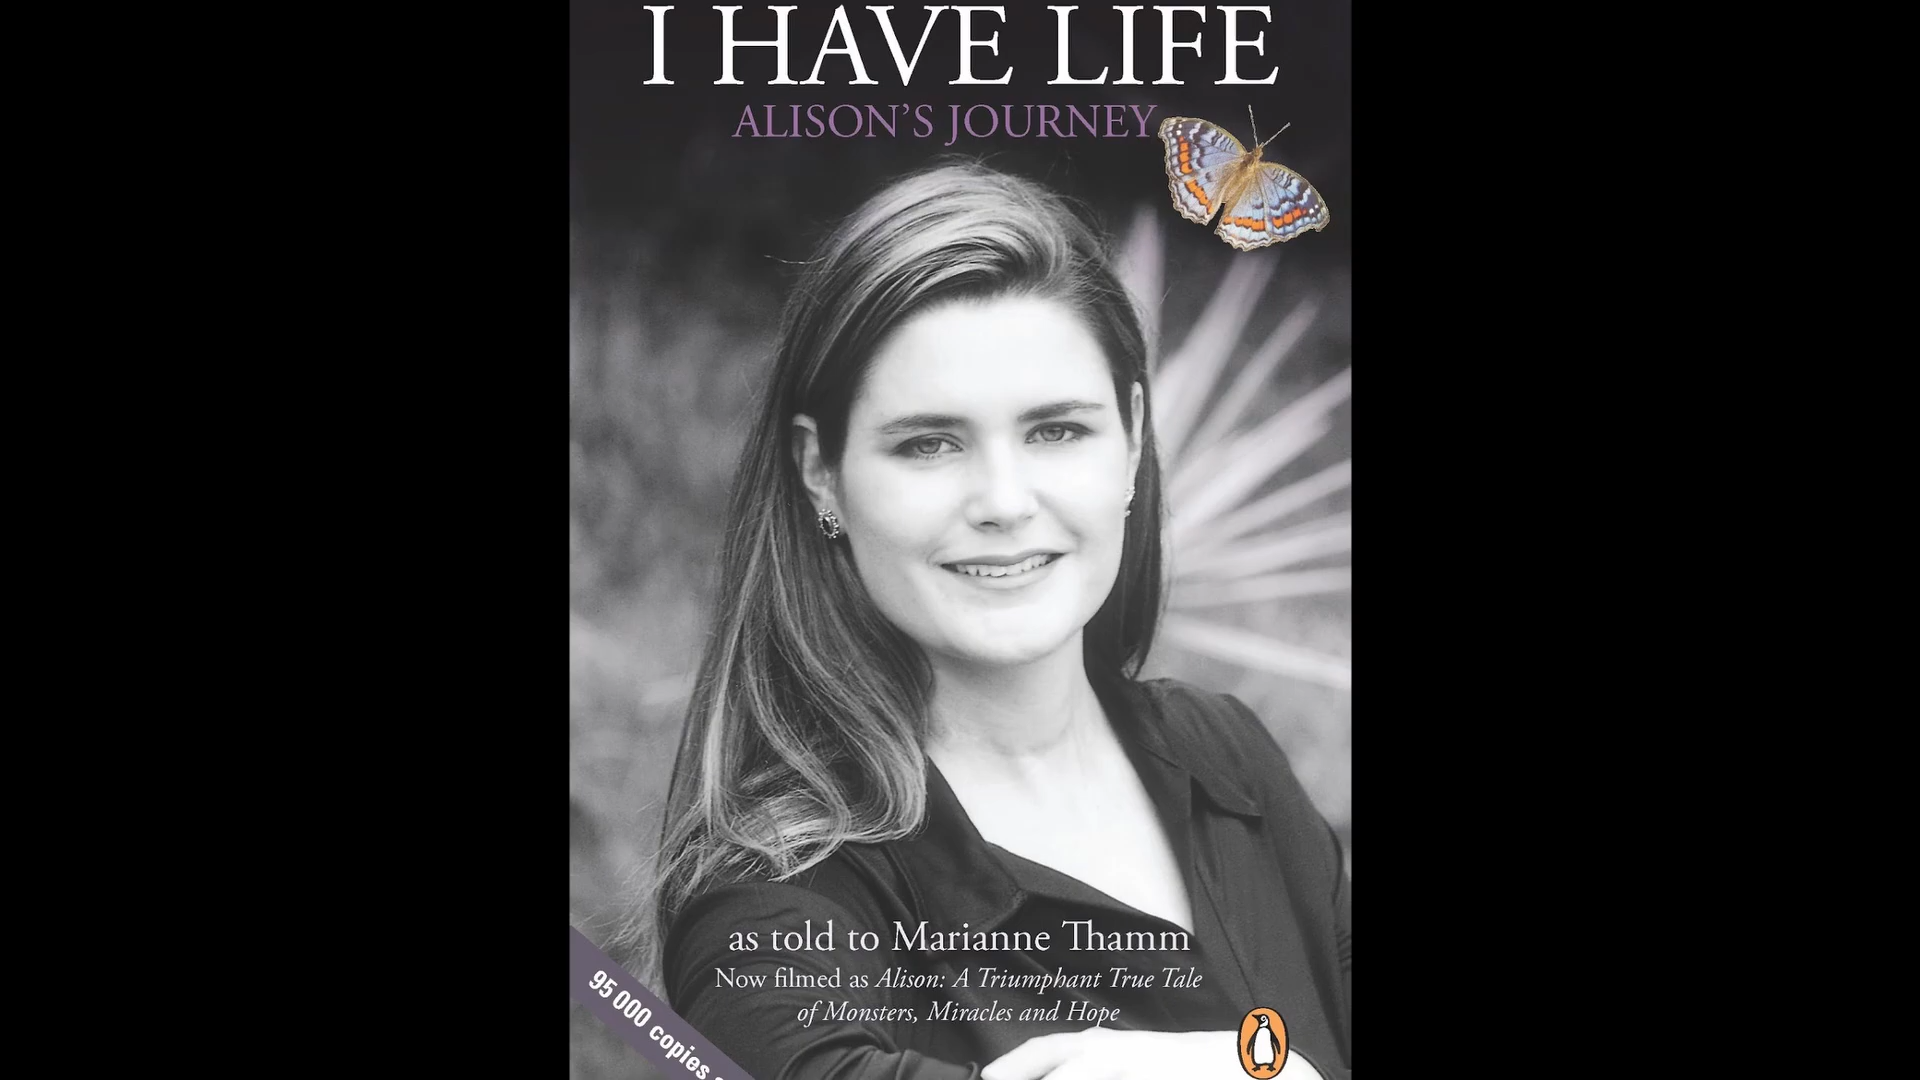 I HAVE LIFE
ALISON’S JOURNEY
as told to Marianne Thamm
Now filmed as Alison: A Triumphant True Tale
of Monsters, Miracles and Hope
95 000 copies